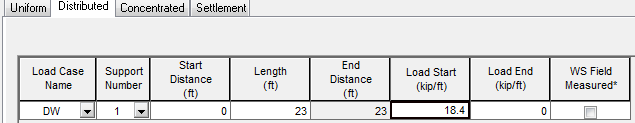 Uniform Distributed Concentrated Settlement
Load Case Name Support Number Start Distance (ft) Length (ft) End Distance (ft) Load Start (kip/ft) Load End (kip/ft) WS Field Measured*
DW 1 0 23 23 18.4 0